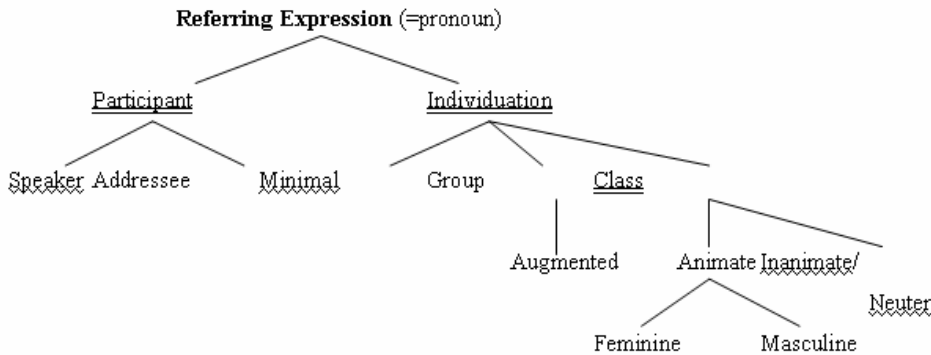 Referring Expression (=pronoun)
Participant Individuation
Speaker Addressee Minimal Group Class
Augmented Animate Inanimate/
Neuter
Feminine Masculine